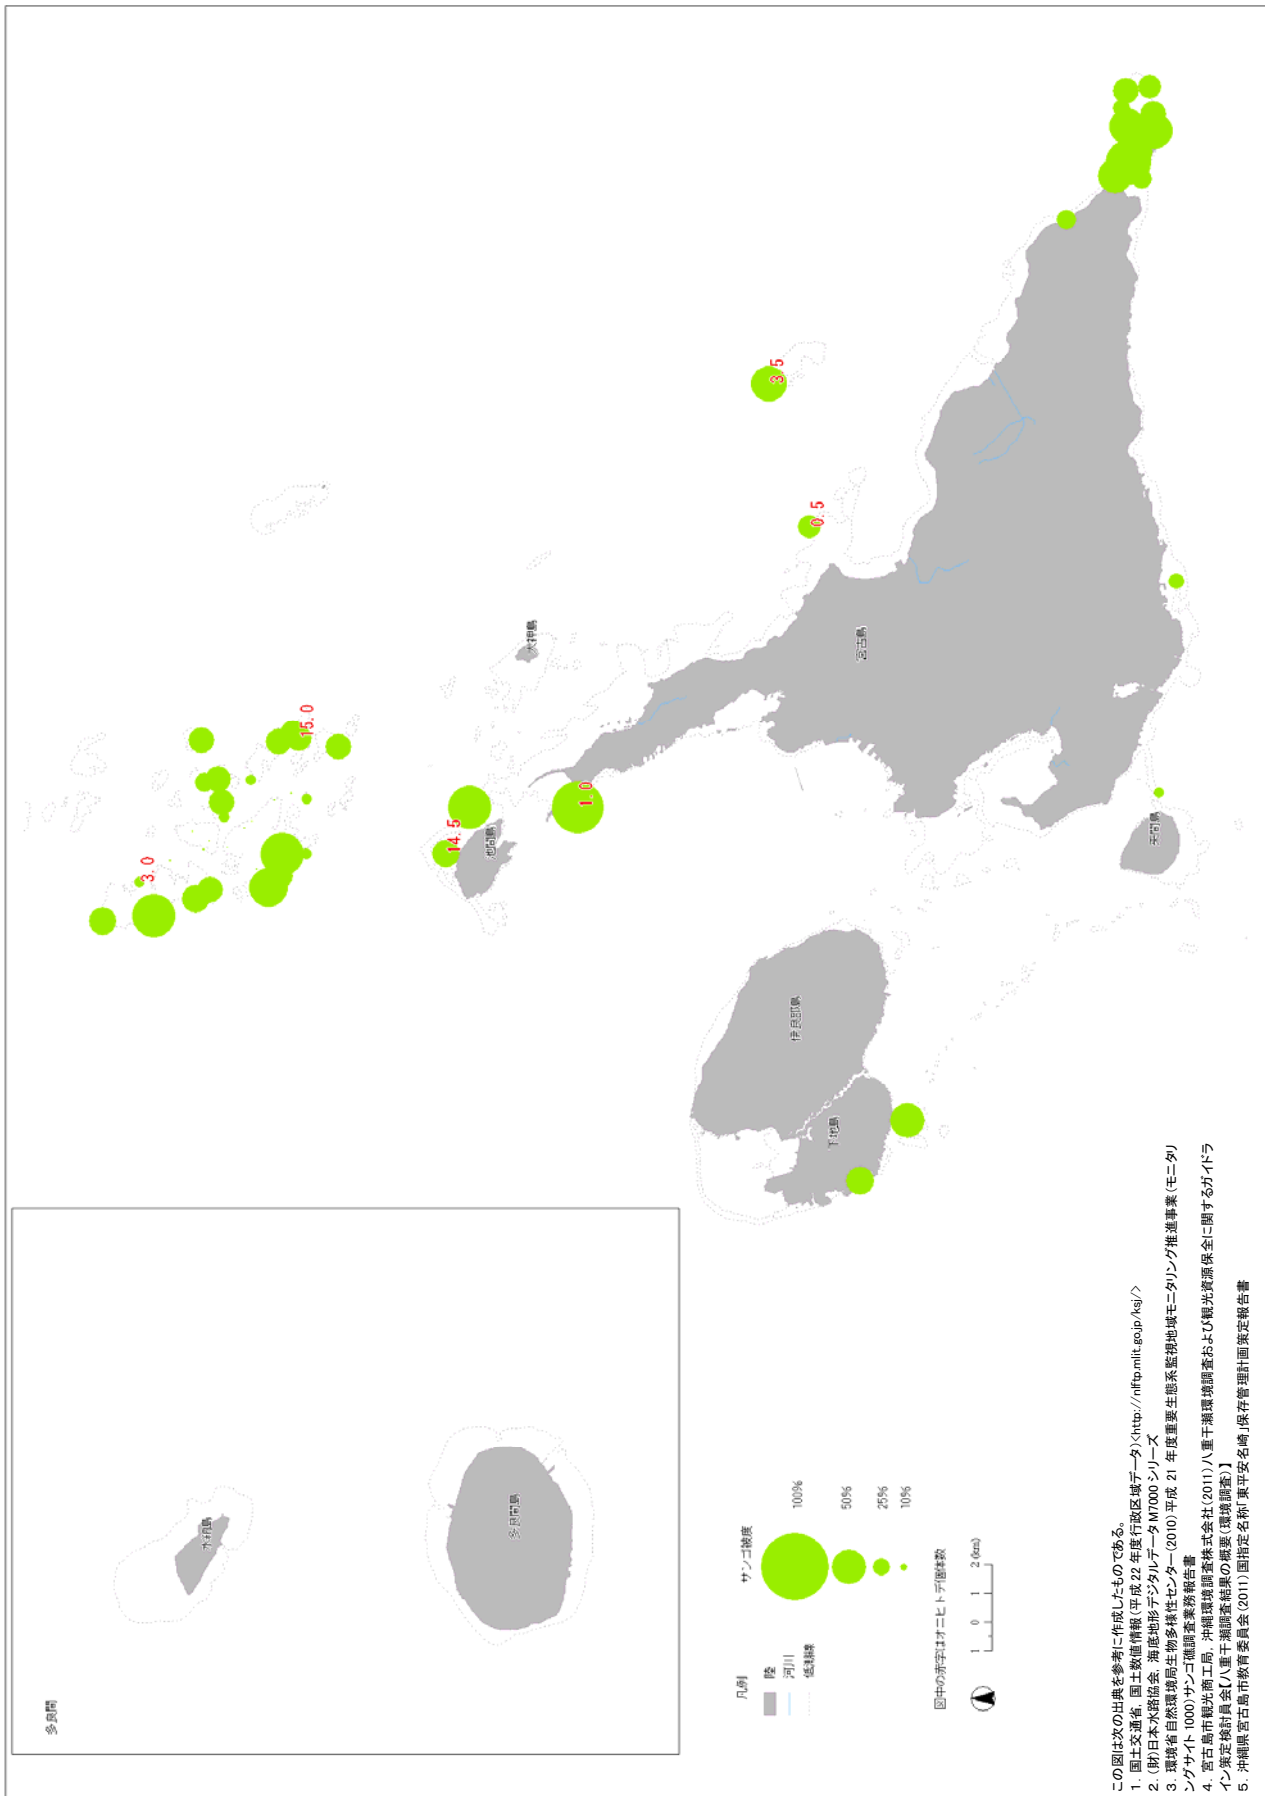 多良間
水納島
多良間島
3.0
15.0
14.5
池間島
大神島
1.0
3.5
0.5
宮古島
伊良部島
下地島
来間島
凡例
陸
河川
低潮線
サンゴ被度
100%
50%
25%
10%
図中の赤字はオニヒトデ個体数
1 0 1 2 (km)
この図は次の出典を参考に作成したものである。
1. 国土交通省, 国土数値情報(平成 22 年度行政区域データ)<http://nlftp.mlit.go.jp/ksj/>
2. (財)日本水路協会, 海底地形デジタルデータ M7000 シリーズ
3. 環境省自然環境局生物多様性センター(2010)平成 21 年度重要生態系監視地域モニタリング推進事業(モニタリ
ングサイト 1000)サンゴ礁調査業務報告書
4. 宮古島市観光商工局, 沖縄環境調査株式会社(2011)八重干瀬環境調査および観光資源保全に関するガイドラ
イン策定検討員会【八重干瀬調査結果の概要(環境調査)】
5. 沖縄県宮古島市教育委員会(2011)国指定名称「東平安名崎」保存管理計画策定報告書